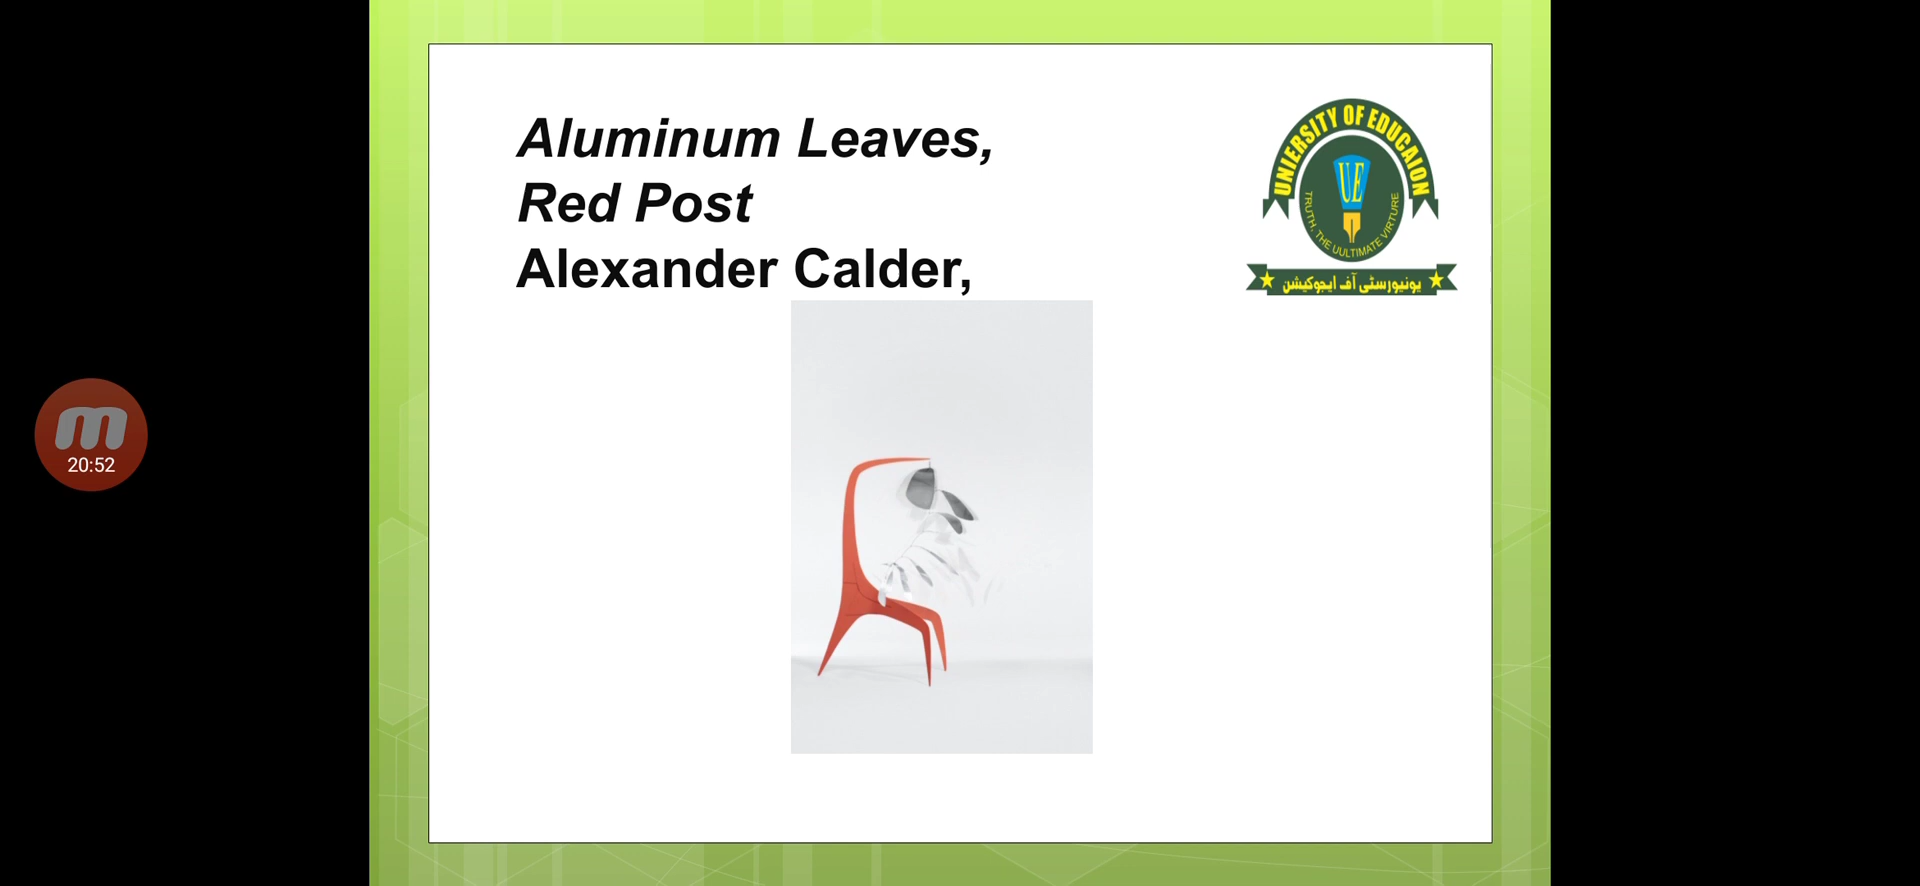 Aluminum Leaves,
Red Post
Alexander Calder,
UNIERSITY OF EDUCAION
UE
TRUTH, THE UULTIMATE VIRTURE
یونیورسٹی آف ایجوکیشن
m
20:52